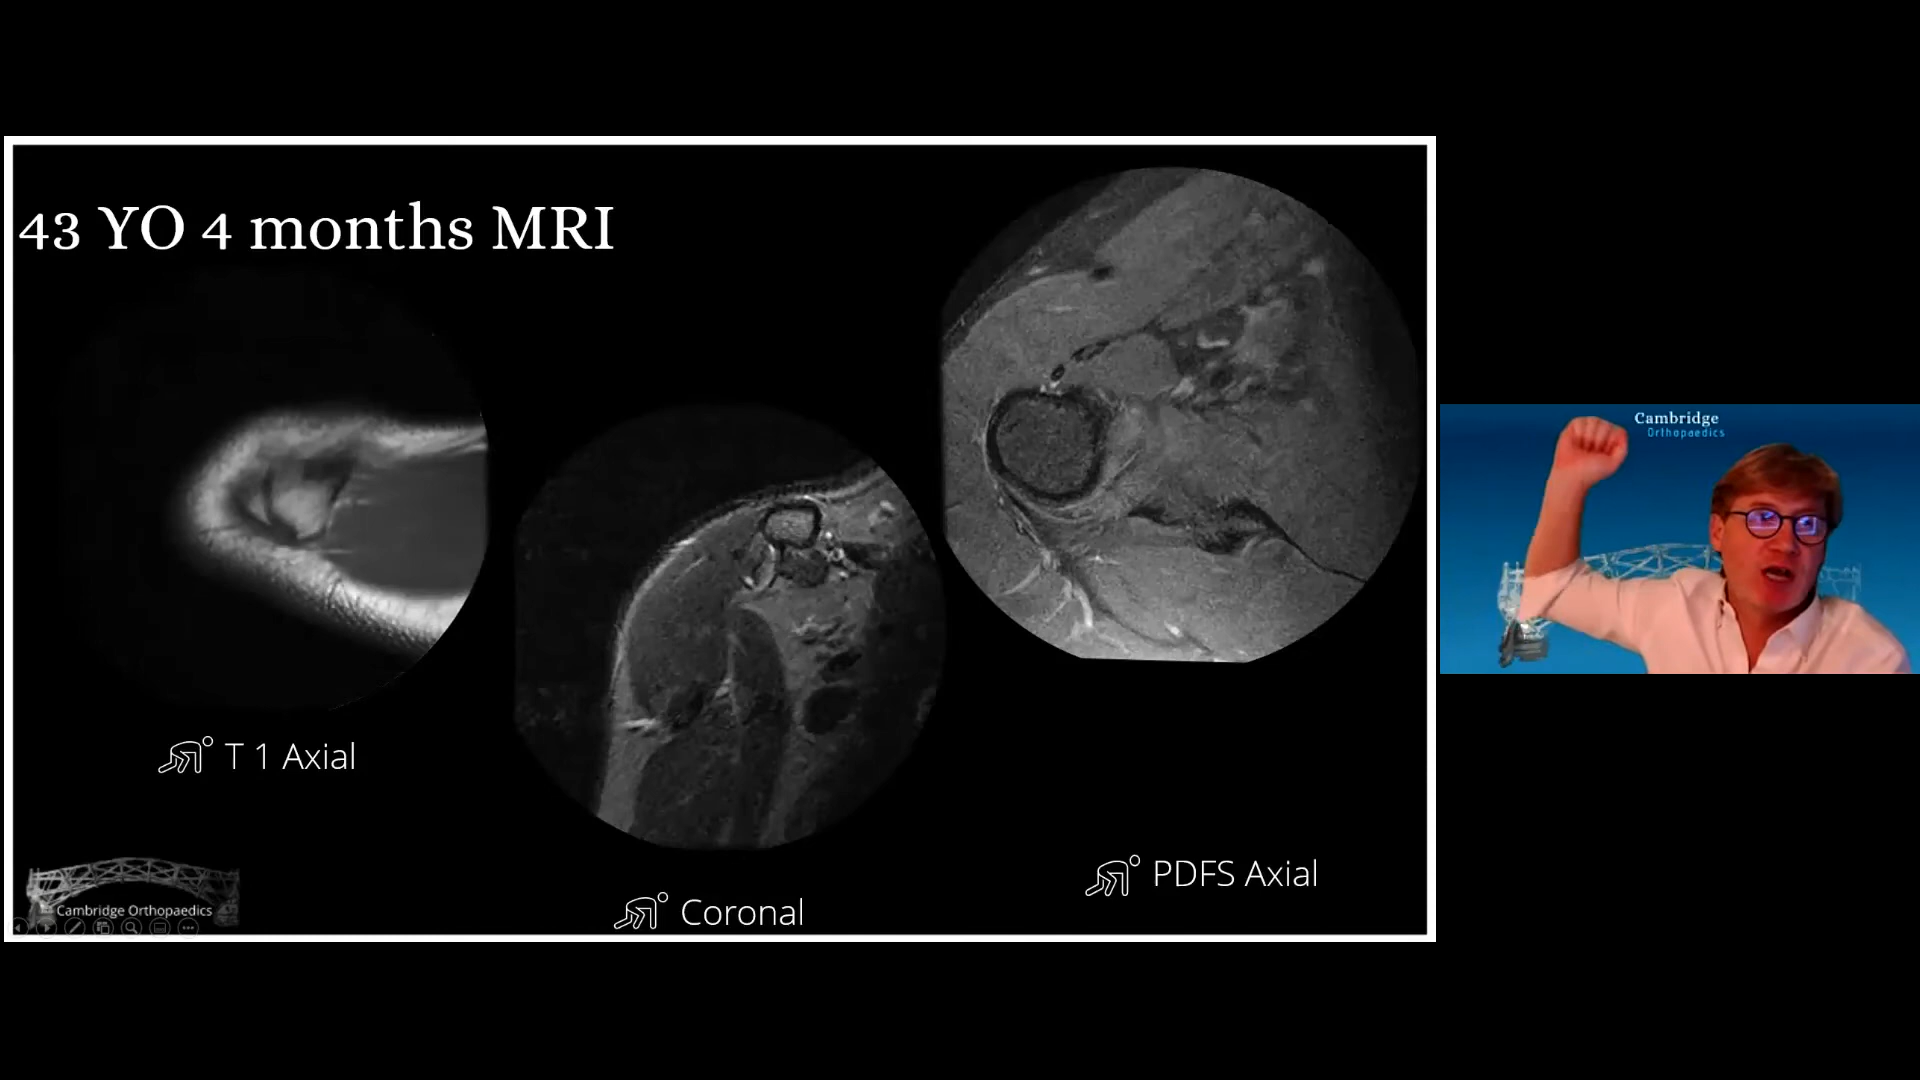 43 YO 4 months MRI
T 1 Axial
Coronal
PDFS Axial
Cambridge Orthopaedics
Cambridge
Orthopaedics